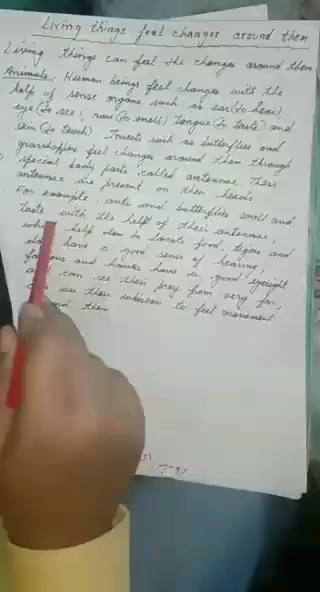 Living things feel changes around them
Living things can feel the changes around them
Animals: Human beings feel changes with the
help of sense organs such as ear (to hear)
eye (to see), nose (to smell) tongue (to taste) and
skin (to touch) Insects such as butterflies and
grasshoppers feel changes around them through
special body parts called antennae. These
antennae are present on their heads
For example, ants and butterflies smell and
taste with the help of their antennae,
which help them to locate food, tigers and
have a good sense of hearing,
and hawks have a good eyesight
and can see their prey from very far
use their whiskers to feel movement
them